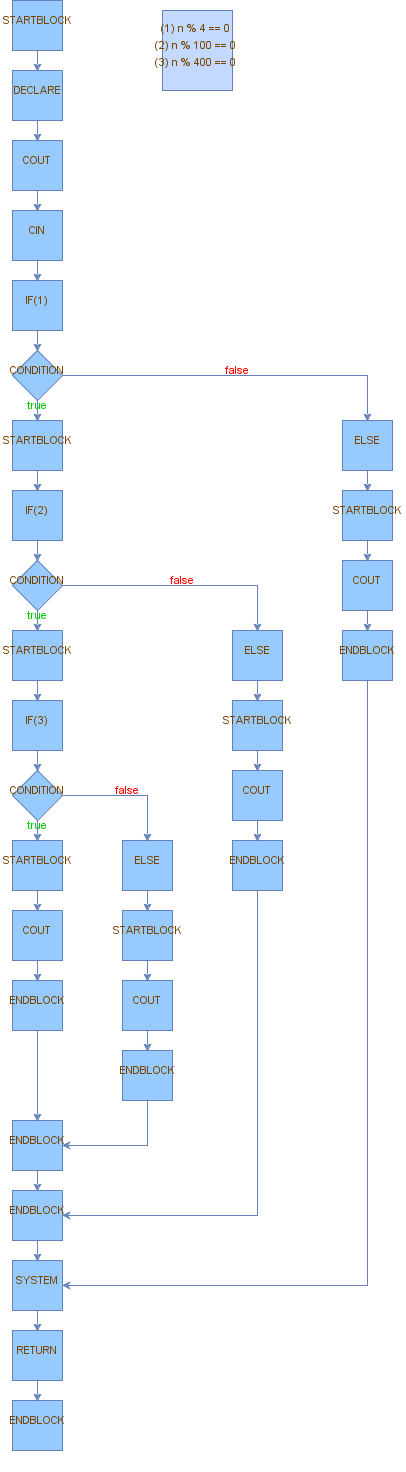 STARTBLOCK
(1) n % 4 == 0
(2) n % 100 == 0
(3) n % 400 == 0
DECLARE
COUT
CIN
IF(1)
CONDITION
false
true
STARTBLOCK
ELSE
IF(2)
STARTBLOCK
CONDITION
false
COUT
true
STARTBLOCK
ELSE
ENDBLOCK
IF(3)
STARTBLOCK
CONDITION
false
COUT
true
STARTBLOCK
ELSE
ENDBLOCK
COUT
STARTBLOCK
ENDBLOCK
COUT
ENDBLOCK
ENDBLOCK
ENDBLOCK
SYSTEM
RETURN
ENDBLOCK